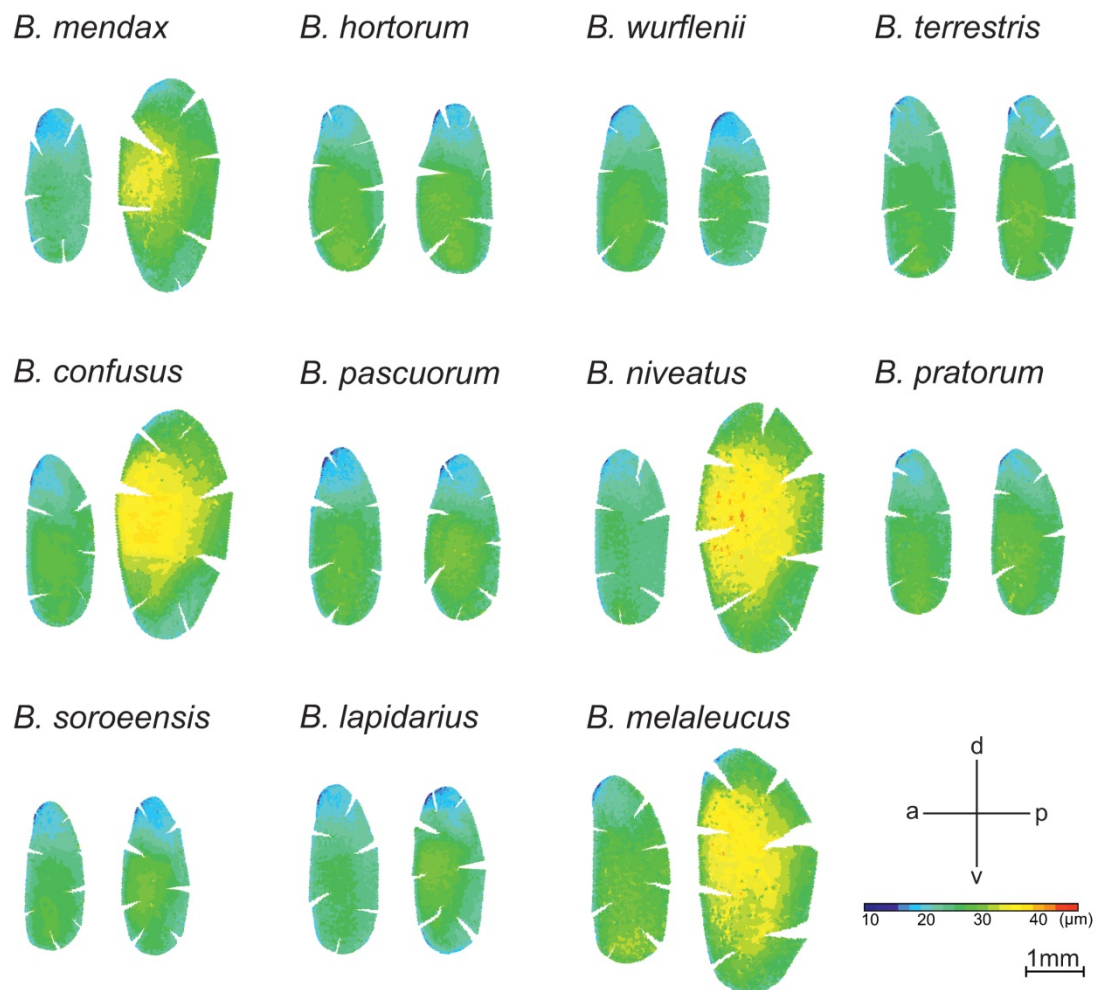 B. mendax B. hortorum B. wurflenii B. terrestris
B. confusus B. pascuorum B. niveatus B. pratorum
B. soroeensis B. lapidarius B. melaleucus
d
a p
v
10 20 30 40 (μm)
1mm